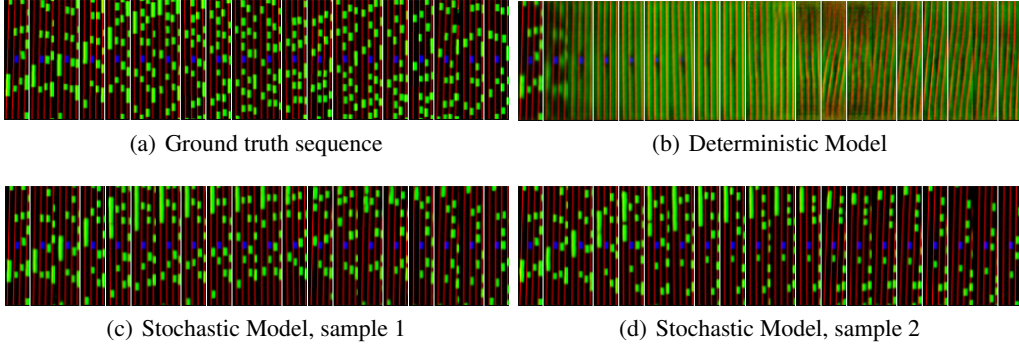 (a) Ground truth sequence
(b) Deterministic Model
(c) Stochastic Model, sample 1
(d) Stochastic Model, sample 2